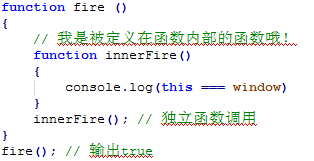 function fire ()
{
    // 我是被定义在函数内部的函数哦!
    function innerFire()
    {
        console.log(this === window)
    }
    innerFire(); // 独立函数调用
}
fire(); // 输出true